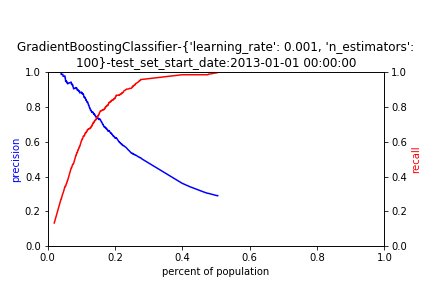 GradientBoostingClassifier-{'learning_rate': 0.001, 'n_estimators':
100}-test_set_start_date:2013-01-01 00:00:00
1.0
0.8
0.6
0.4
0.2
0.0
precision
1.0
0.8
0.6
0.4
0.2
0.0
recall
0.0 0.2 0.4 0.6 0.8 1.0
percent of population